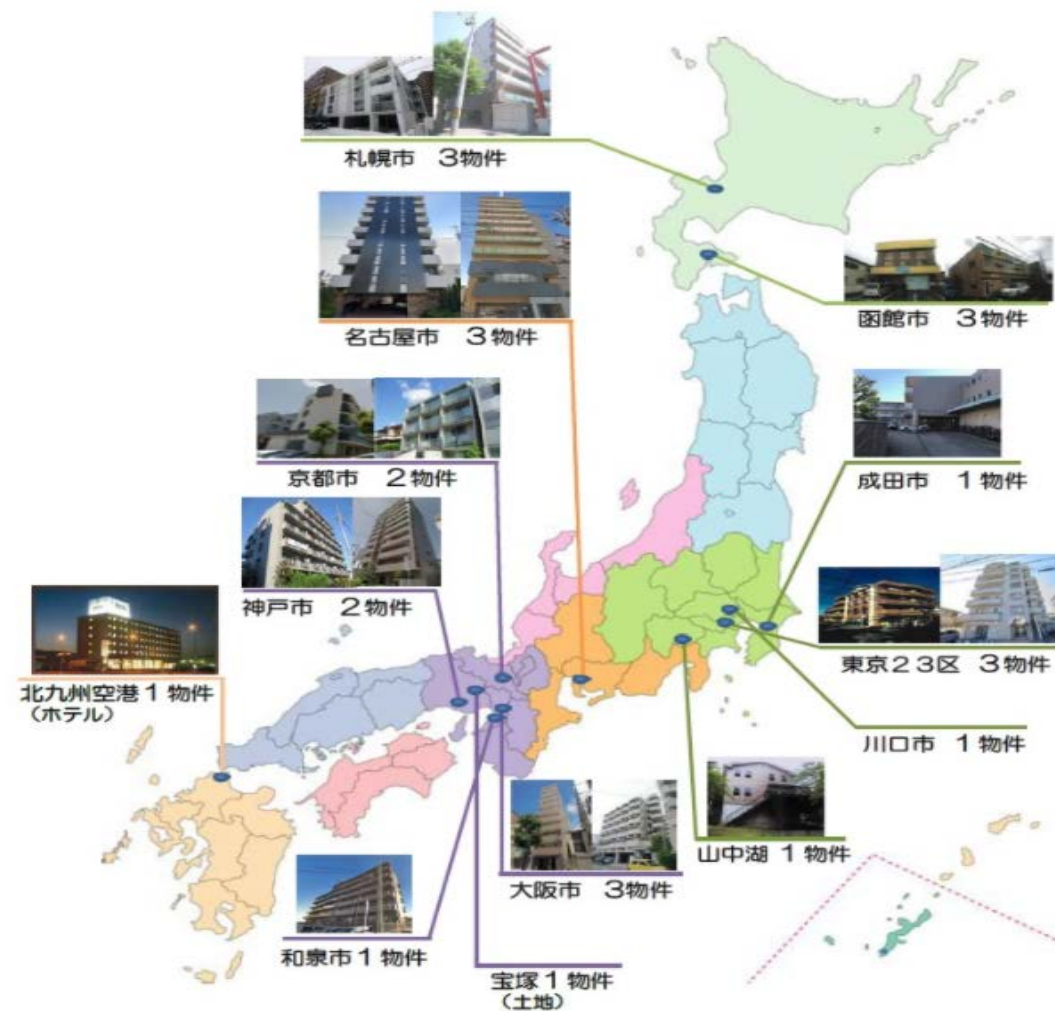 札幌市 3物件
名古屋市 3物件
函館市 3物件
京都市 2物件
成田市 1物件
神戸市 2物件
東京23区 3物件
北九州空港1物件
(ホテル)
川口市 1物件
山中湖 1物件
大阪市 3物件
和泉市1物件
宝塚1物件
(土地)